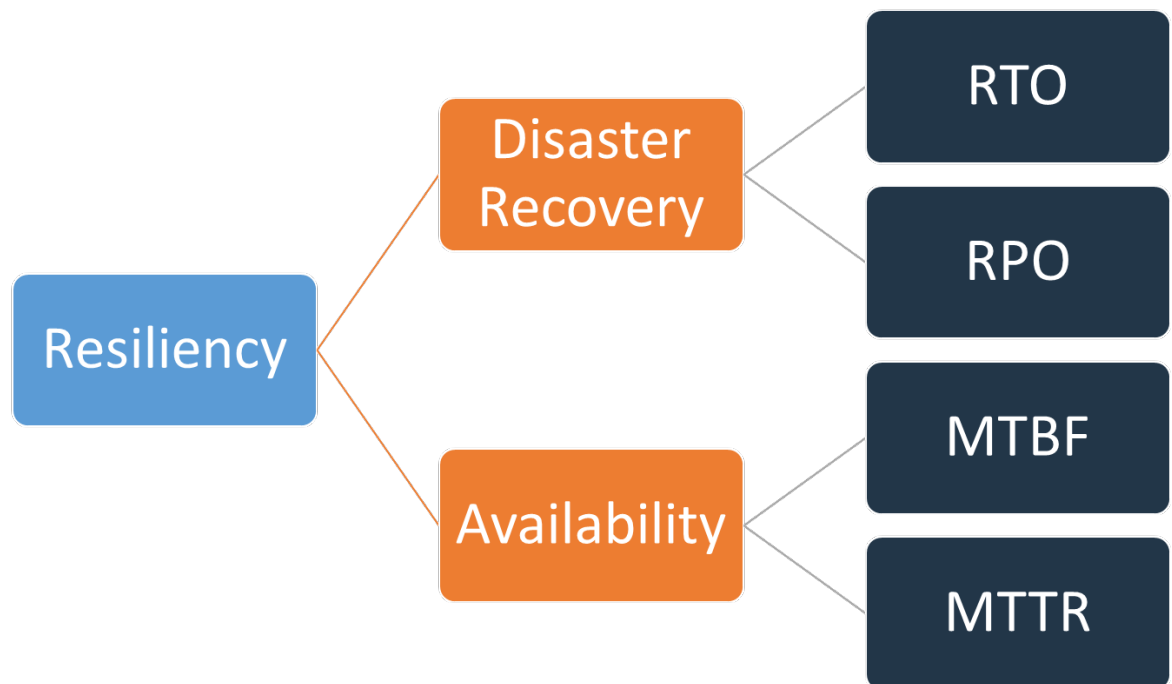 Resiliency
Disaster
Recovery
Availability
RTO
RPO
MTBF
MTTR